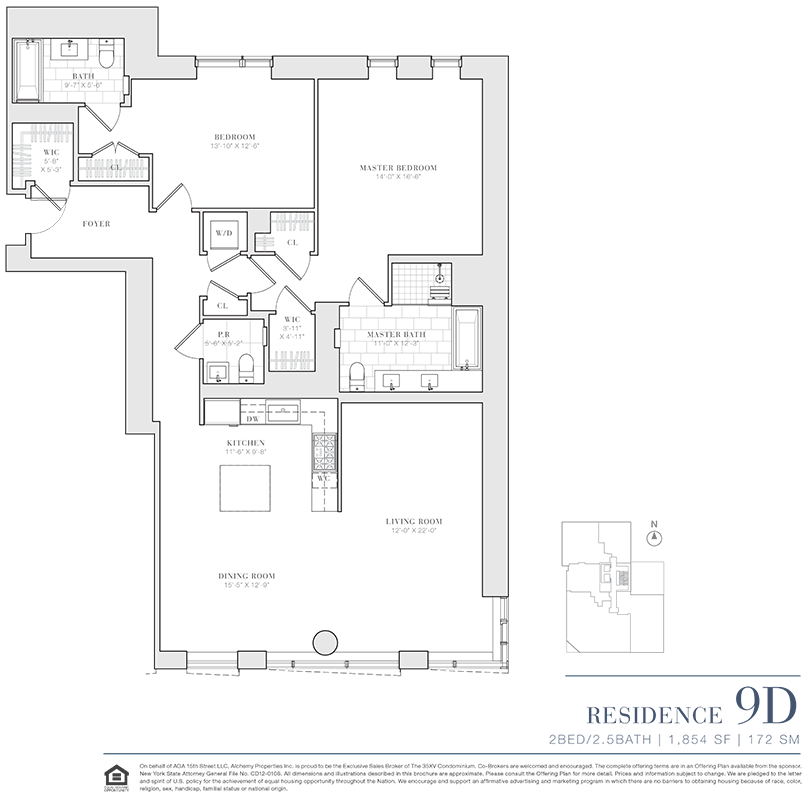 BATH
9'-7" X 5'-6"
WIC
5'-8"
X 5'-3"
CL
BEDROOM
13'-10" X 12'-6"
MASTER BEDROOM
14'-0" X 16'-6"
FOYER
W/D
CL
CL
WIC
3'-11"
X 4'-11"
P.R
5'-6" X 5'-2"
MASTER BATH
11'-0" X 12'-3"
DW
KITCHEN
11'-6" X 9'-8"
WC
LIVING ROOM
12'-0" X 22'-0"
DINING ROOM
15'-5" X 12'-9"
N
RESIDENCE 9D
2BED/2.5BATH | 1,854 SF | 172 SM
On behalf of AGA 15th Street LLC, Alchemy Properties Inc. is proud to be the Exclusive Sales Broker of The 35XV Condominium. Co-Brokers are welcomed and encouraged. The complete offering terms are in an Offering Plan available from the sponsor.
New York State Attorney General File No. CD12-0106. All dimensions and illustrations described in this brochure are approximate. Please consult the Offering Plan for more detail. Prices and information subject to change. We are pledged to the letter
and spirit of U.S. policy for the achievement of equal housing opportunity throughout the Nation. We encourage and support an affirmative advertising and marketing program in which there are no barriers to obtaining housing because of race, color,
religion, sex, handicap, familial status or national origin.